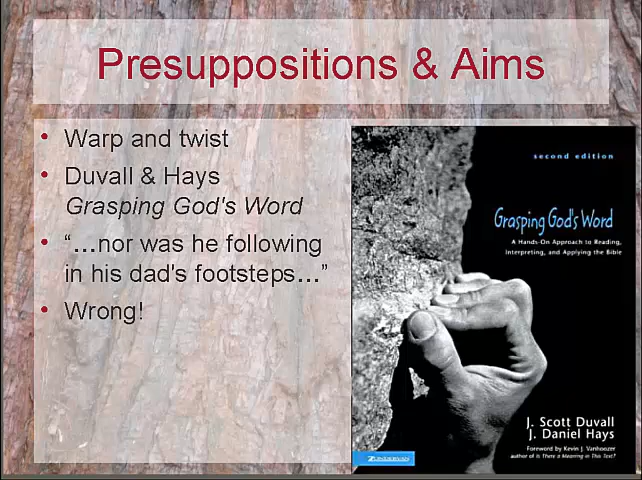 Presuppositions & Aims
• Warp and twist
• Duvall & Hays
Grasping God's Word
• “…nor was he following
in his dad's footsteps…”
• Wrong!
second edition
Grasping God's Word
A Hands-On Approach to Reading,
Interpreting, and Applying the Bible
J. Scott Duvall
J. Daniel Hays
Foreword by Kevin J. Vanhoozer
author of Is There a Meaning in This Text?
ZONDERVAN